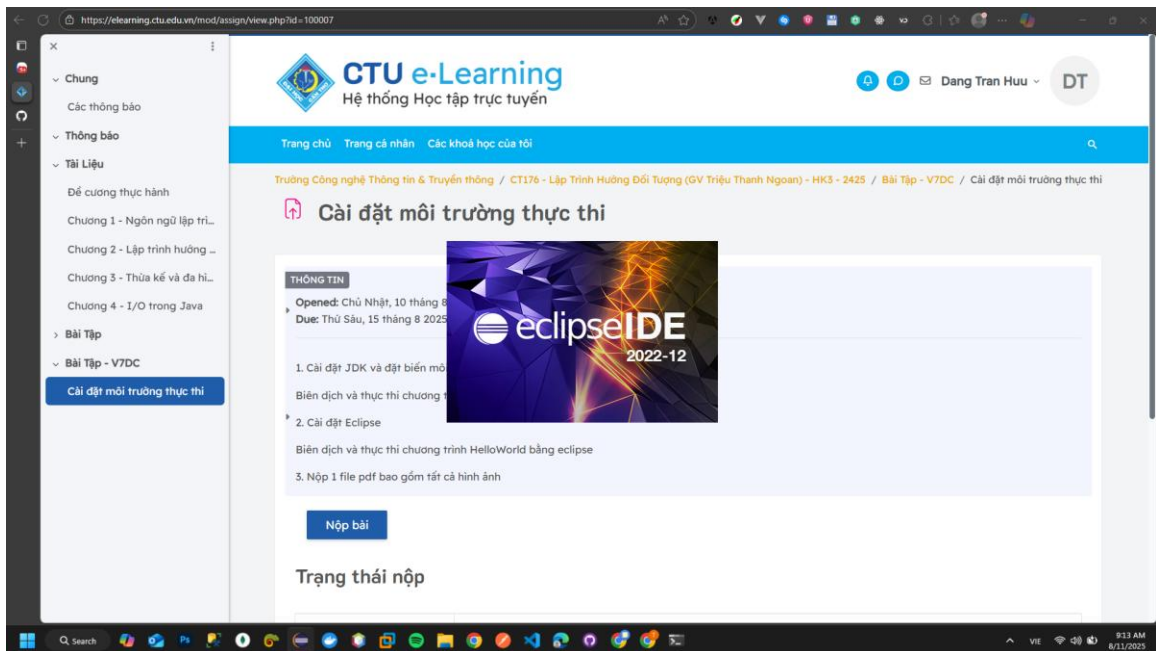 https://elearning.ctu.edu.vn/mod/assign/view.php?id=100007
Chung
Các thông báo
Thông báo
Tài Liệu
Đề cương thực hành
Chương 1 - Ngôn ngữ lập trì...
Chương 2 - Lập trình hướng ...
Chương 3 - Thừa kế và đa hì...
Chương 4 - I/O trong Java
Bài Tập
Bài Tập - V7DC
Cài đặt môi trường thực thi
CTU e-Learning
Hệ thống Học tập trực tuyến
Dang Tran Huu
DT
Trang chủ Trang cá nhân Các khoá học của tôi
Trường Công nghệ Thông tin & Truyền thông / CT176 - Lập Trình Hướng Đối Tượng (GV Triệu Thanh Ngoan) - HK3 - 2425 / Bài Tập - V7DC / Cài đặt môi trường thực thi
Cài đặt môi trường thực thi
THÔNG TIN
Opened: Chủ Nhật, 10 tháng 8
Due: Thứ Sáu, 15 tháng 8 2025
eclipse IDE
2022-12
1. Cài đặt JDK và đặt biến mô
Biên dịch và thực thi chương t
2. Cài đặt Eclipse
Biên dịch và thực thi chương trình HelloWorld bằng eclipse
3. Nộp 1 file pdf bao gồm tất cả hình ảnh
Nộp bài
Trạng thái nộp
Search
VIE
9:13 AM
8/11/2025